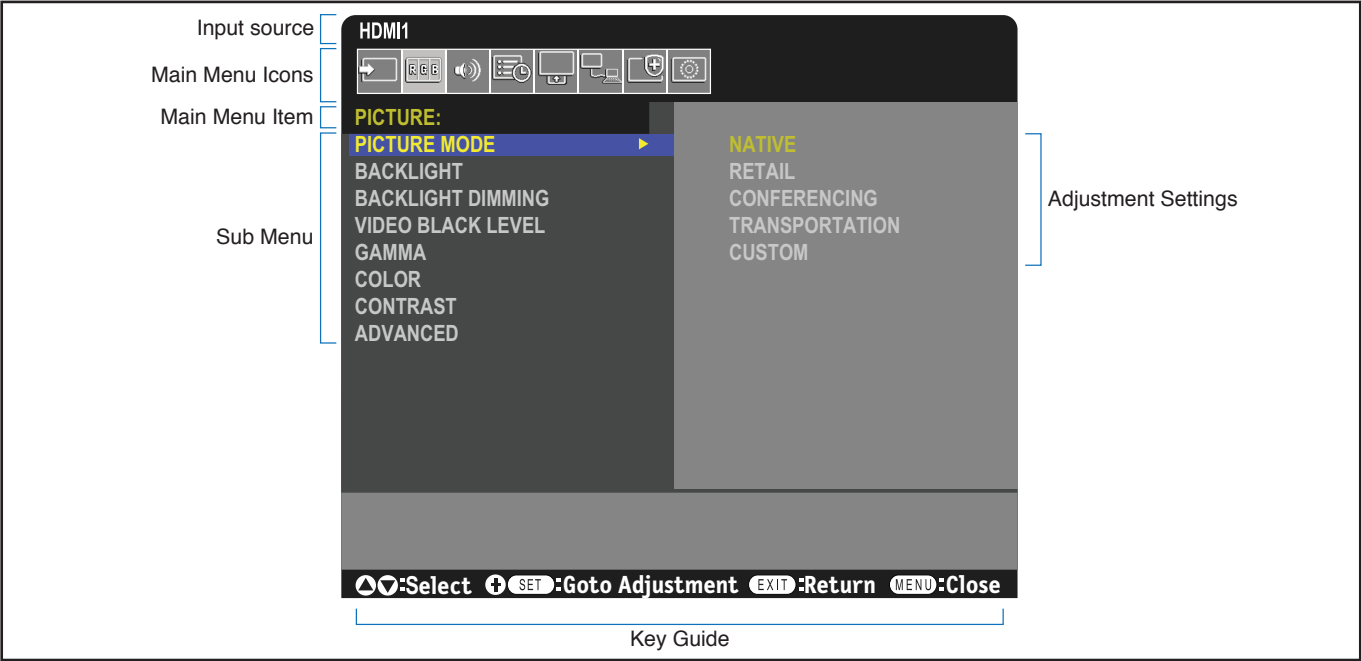 Input source
HDMI1
Main Menu Icons
RGB
Main Menu Item
PICTURE:
PICTURE MODE
NATIVE
BACKLIGHT
RETAIL
BACKLIGHT DIMMING
CONFERENCING
Adjustment Settings
VIDEO BLACK LEVEL
TRANSPORTATION
Sub Menu
GAMMA
CUSTOM
COLOR
CONTRAST
ADVANCED
:Select SET:Goto Adjustment EXIT:Return MENU:Close
Key Guide